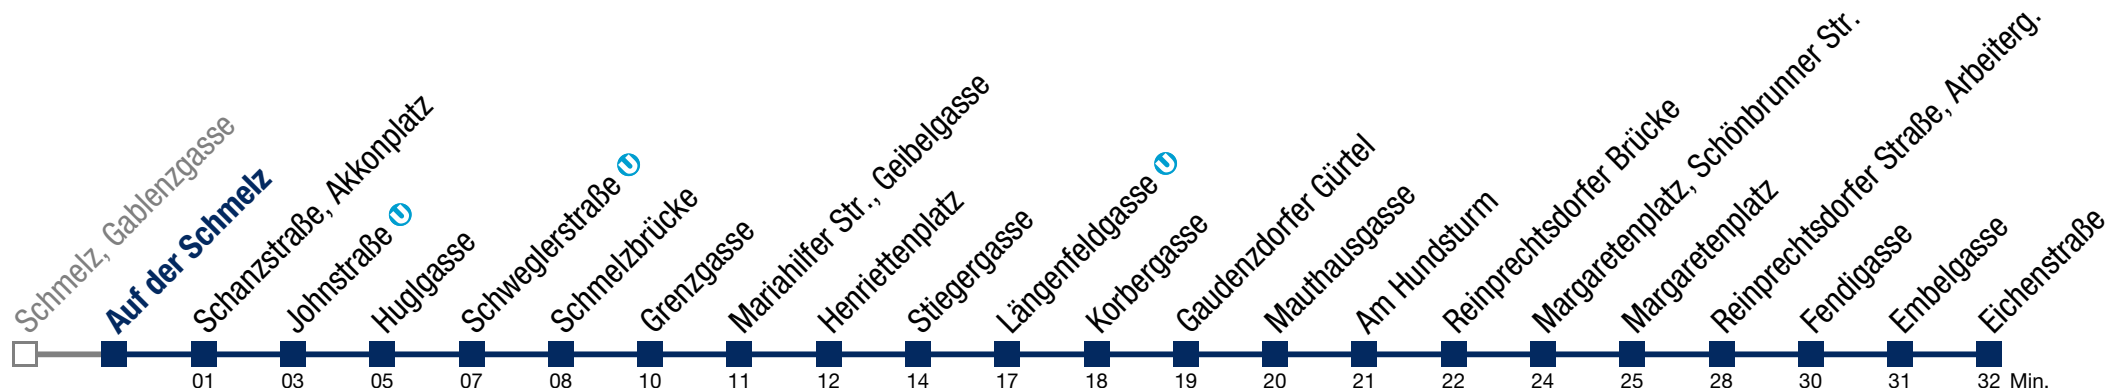 Schmelz, Gablenzgasse
Auf der Schmelz
Schanzstraße, Akkonplatz
Johnstraße U
Huglgasse
Schweglerstraße U
Schmelzbrücke
Grenzgasse
Mariahilfer Str., Geibelgasse
Henriettenplatz
Stiegergasse
Längenfeldgasse U
Korbergasse
Gaudenzdorfer Gürtel
Mauthausgasse
Am Hundsturm
Reinprechtsdorfer Brücke
Margaretenplatz, Schönbrunner Str.
Margaretenplatz
Reinprechtsdorfer Straße, Arbeiterg.
Fendigasse
Embelgasse
Eichenstraße
01 03 05 07 08 10 11 12 14 17 18 19 20 21 22 24 25 28 30 31 32 Min.